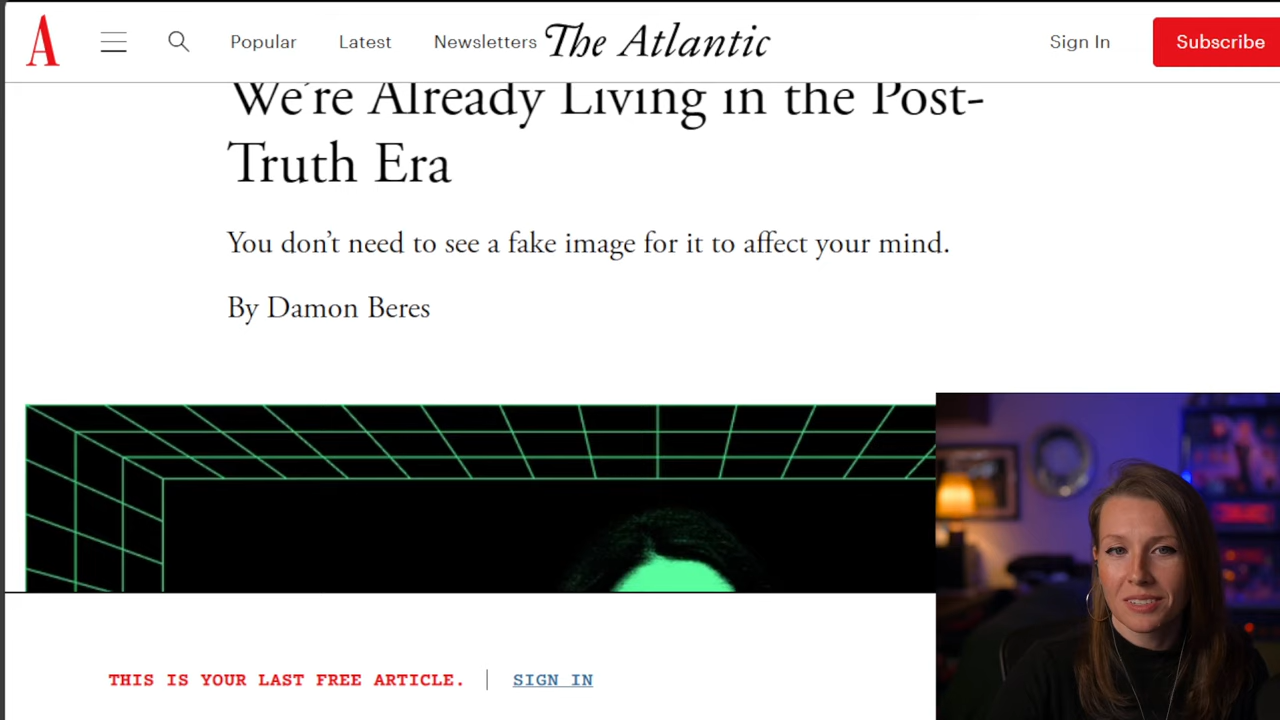 A
Popular
Latest
Newsletters
The Atlantic
Sign In
Subscribe
We're Already Living in the Post-
Truth Era
You don't need to see a fake image for it to affect your mind.
By Damon Beres
THIS IS YOUR LAST FREE ARTICLE.
SIGN IN